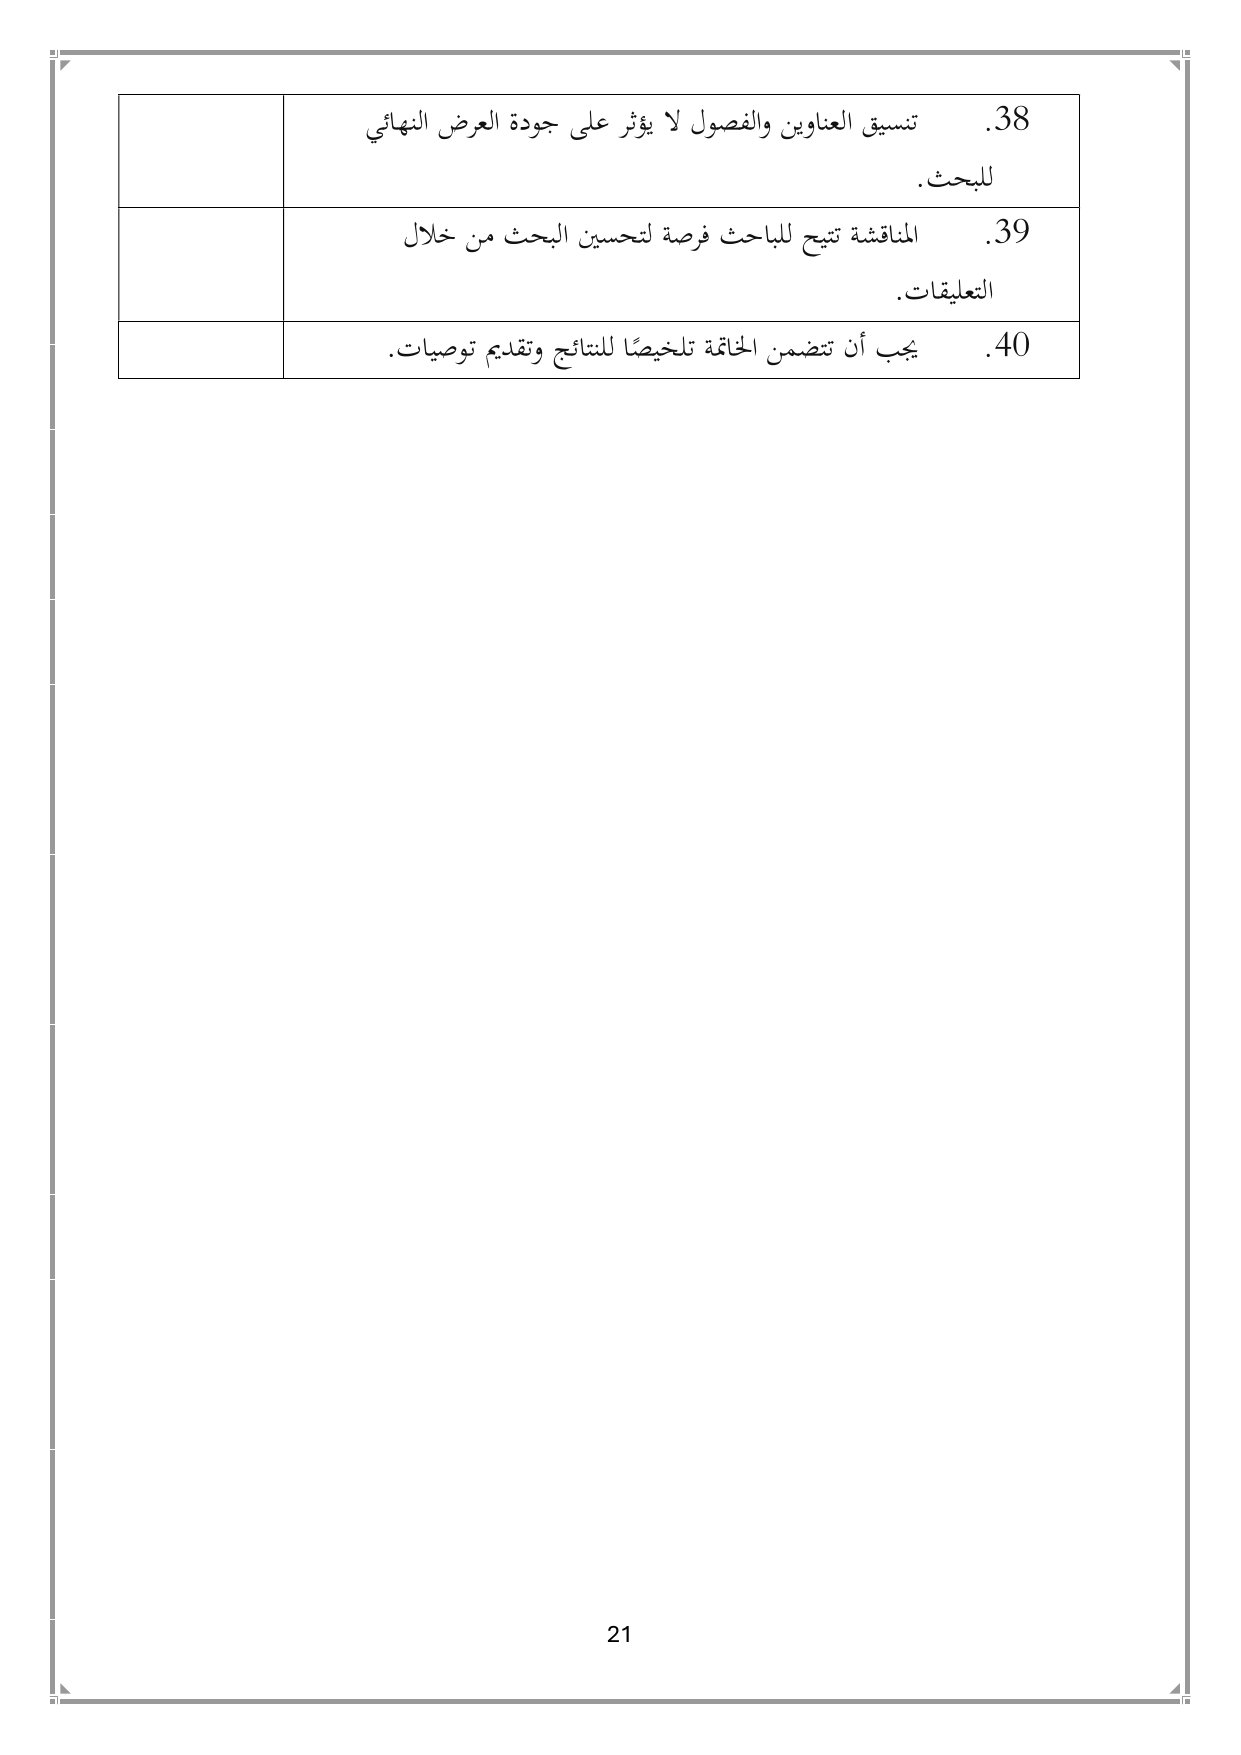 38. تنسيق العناوين والفصول لا يؤثر على جودة العرض النهائي
للبحث.
39. المناقشة تتيح للباحث فرصة لتحسين البحث من خلال
التعليقات.
40. يجب أن تتضمن الخاتمة تلخيصًا للنتائج وتقديم توصيات.
21